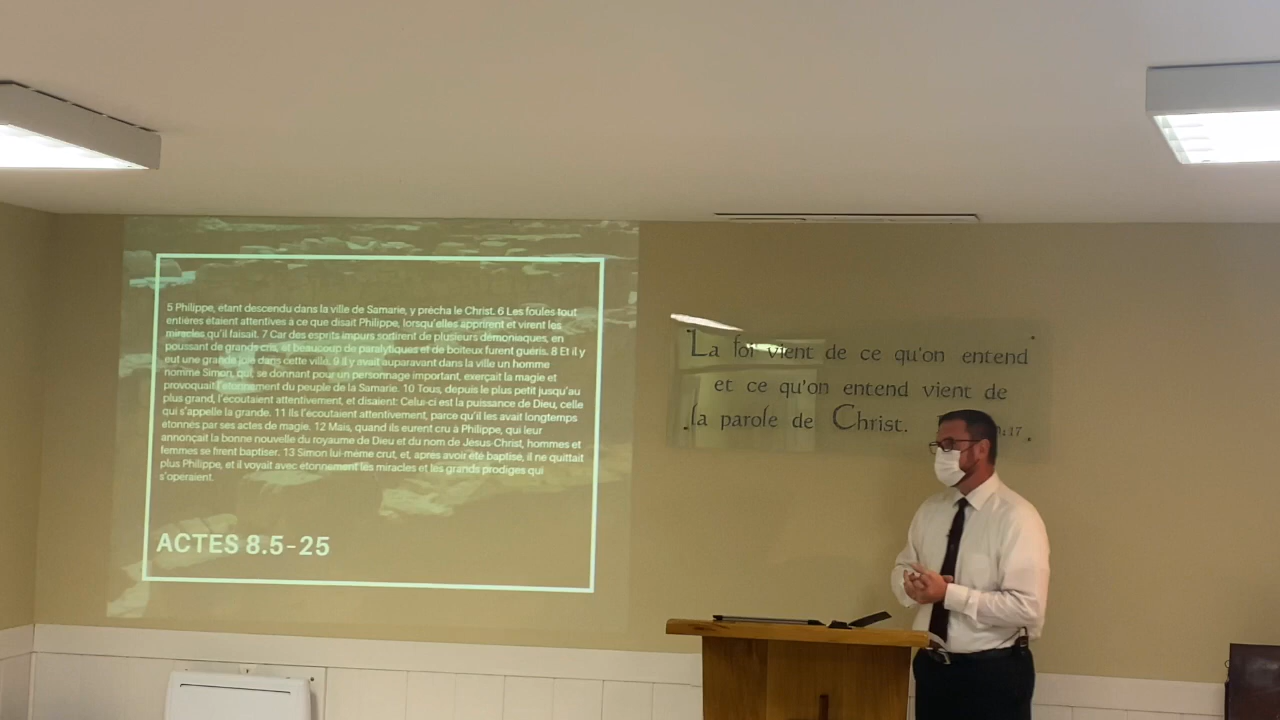 5 Philippe, étant descendu dans la ville de Samarie, y prêcha le Christ. 6 Les foules tout
entières étaient attentives à ce que disait Philippe, lorsqu'elles apprirent et virent les
miracles qu'il faisait. 7 Car des esprits impurs sortirent de plusieurs démoniaques, en
poussant de grands cris, et beaucoup de paralytiques et de boiteux furent guéris. 8 Et il y
eut une grande joie dans cette ville. 9 Il y avait auparavant dans la ville un homme
nommé Simon, qui, se donnant pour un personnage important, exerçait la magie et
provoquait l'étonnement du peuple de la Samarie. 10 Tous, depuis le plus petit jusqu'au
plus grand, l'écoutaient attentivement, et disaient: Celui-ci est la puissance de Dieu, celle
qui s'appelle la grande. 11 Ils l'écoutaient attentivement, parce qu'il les avait longtemps
étonnés par ses actes de magie. 12 Mais, quand ils eurent cru à Philippe, qui leur
annonçait la bonne nouvelle du royaume de Dieu et du nom de Jésus-Christ, hommes et
femmes se firent baptiser. 13 Simon lui-même crut, et, après avoir été baptisé, il ne quittait
plus Philippe, et il voyait avec étonnement les miracles et les grands prodiges qui
s'opéraient.
ACTES 8.5-25
La foi vient de ce qu'on entend
et ce qu'on entend vient de
la parole de Christ.
:17